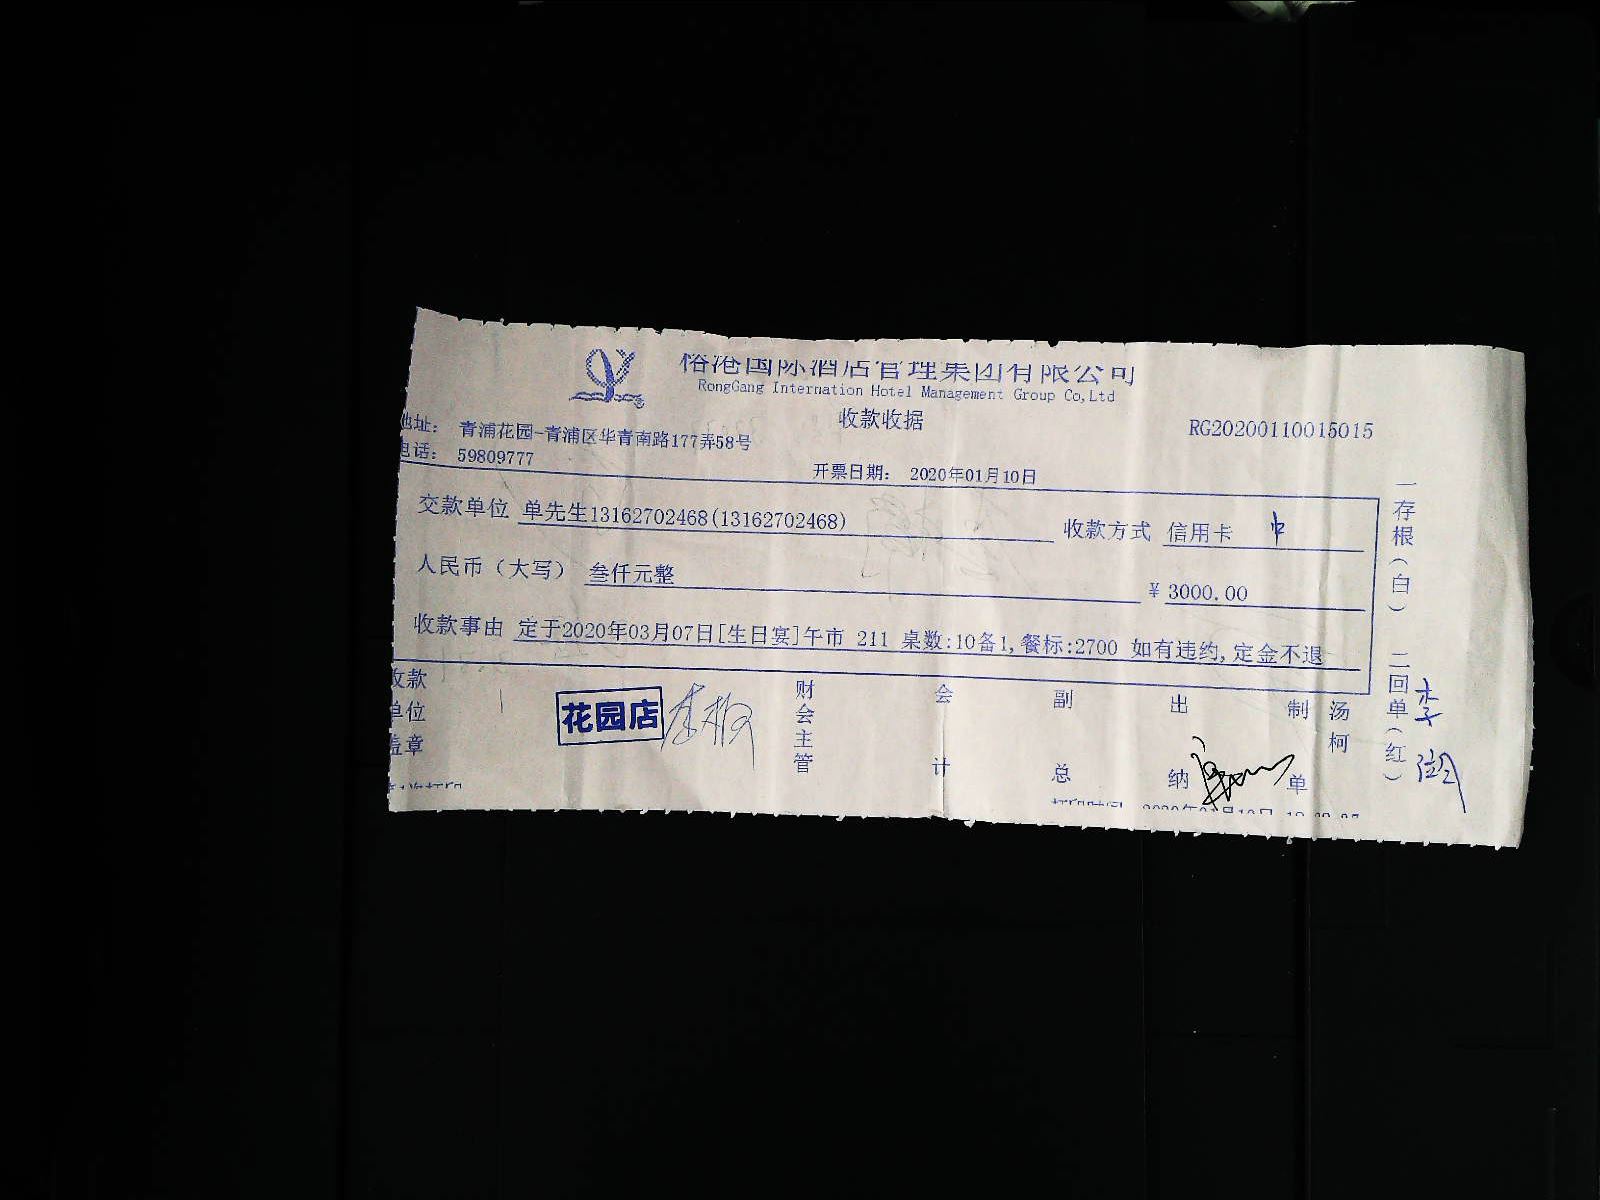 国际酒店管理集团有限公司
RongGang Internation Hotel Management Group Co,Ltd
收款收据
RG20200110015015
地址： 青浦花园-青浦区华青南路177弄58号
电话： 59809777
开票日期： 2020年01月10日
交款单位 单先生13162702468(13162702468) 收款方式 信用卡
人民币（大写） 叁仟元整 ¥ 3000.00
收款事由 定于2020年03月07日[生日宴]午市 211 桌数:10备1,餐标:2700 如有违约,定金不退
收款单位盖章
花园店
财会主管
会计
副总
出纳
制单
汤柯
一存根（白） 二回单（红）